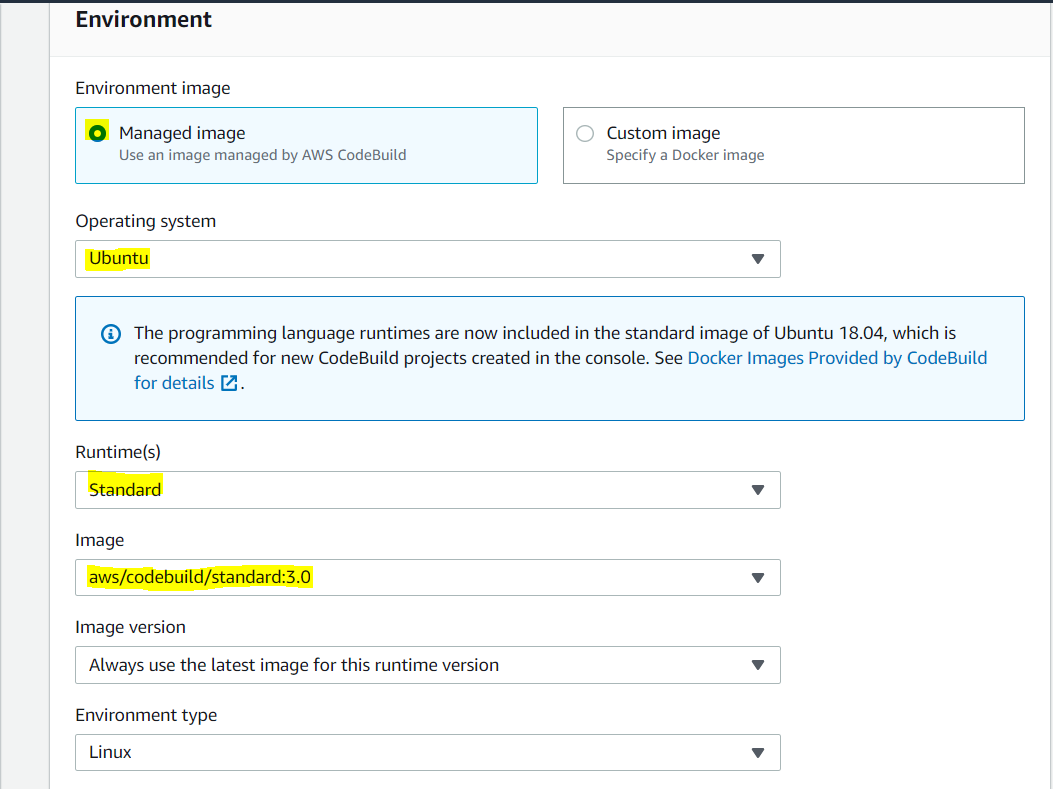 Environment
Environment image
Managed image
Use an image managed by AWS CodeBuild
Custom image
Specify a Docker image
Operating system
Ubuntu
The programming language runtimes are now included in the standard image of Ubuntu 18.04, which is
recommended for new CodeBuild projects created in the console. See Docker Images Provided by CodeBuild
for details .
Runtime(s)
Standard
Image
aws/codebuild/standard:3.0
Image version
Always use the latest image for this runtime version
Environment type
Linux